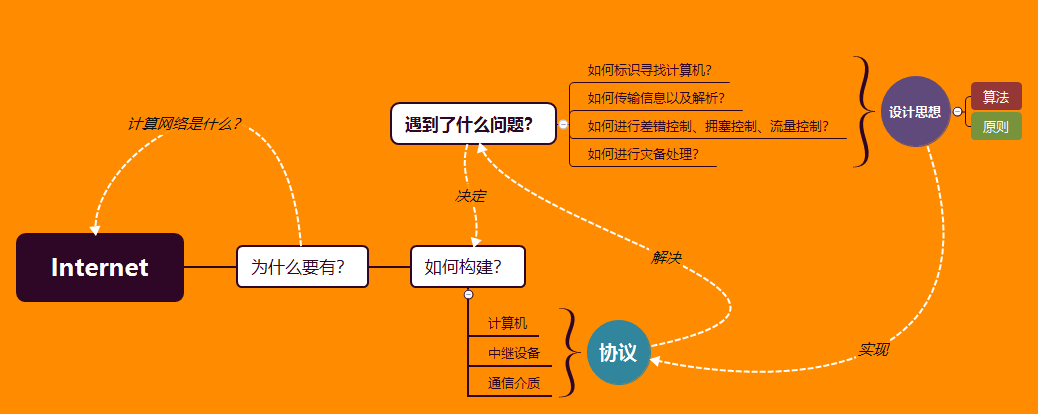 如何标识寻找计算机?
如何传输信息以及解析?
遇到了什么问题?
如何进行差错控制、拥塞控制、流量控制?
如何进行灾备处理?
设计思想
算法
原则
计算网络是什么?
决定
解决
Internet
为什么要有?
如何构建?
计算机
中继设备
通信介质
协议
实现